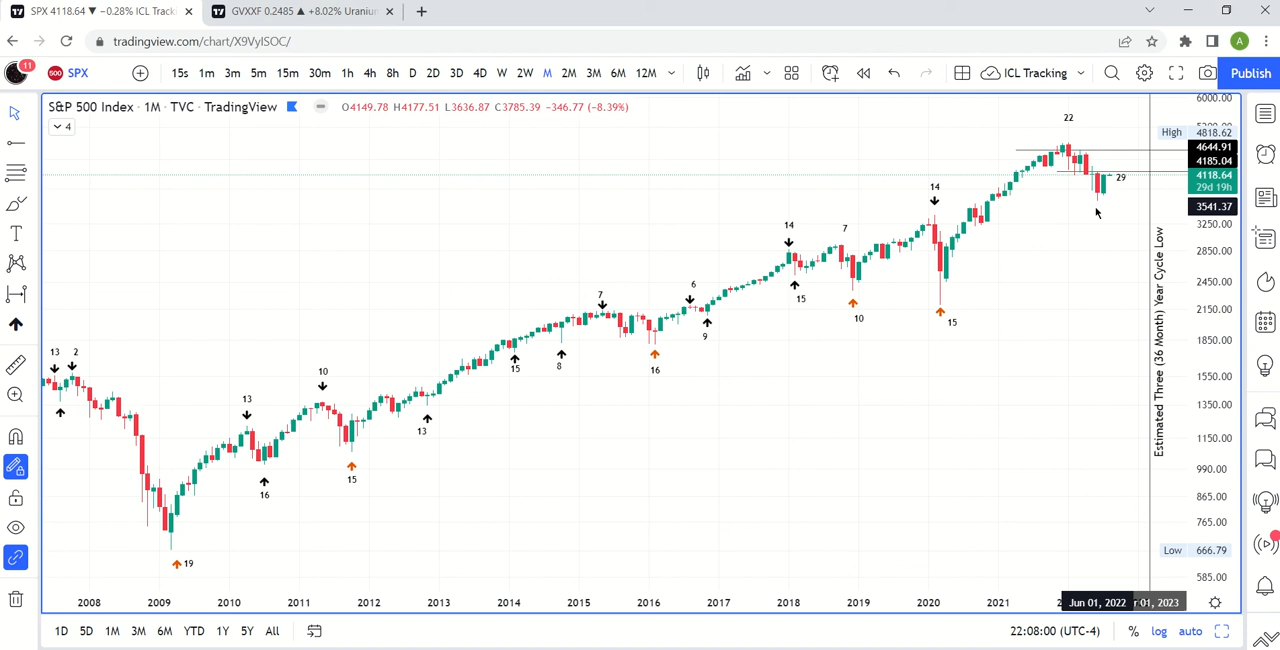 SPX 4118.64 ▼ −0.28% ICL Tracki
GVXXF 0.2485 ▲ +8.02% Uranium
tradingview.com/chart/X9VyISOC/
A
11
500 SPX
15s 1m 3m 5m 15m 30m 1h 4h 8h D 2D 3D 4D W 2W M 2M 3M 6M 12M
ICL Tracking
Publish
S&P 500 Index · 1M · TVC · TradingView
O4149.78 H4177.51 L3636.87 C3785.39 −346.77 (−8.39%)
4
6000.00
High 4818.62
4644.91
4185.04
4118.64
29d 19h
3541.37
3250.00
2850.00
2450.00
2150.00
1850.00
1550.00
1350.00
1150.00
990.00
865.00
765.00
Low 666.79
585.00
22
29
14
14
7
15
10
15
6
7
9
16
15
8
13
2
10
13
13
15
16
19
Estimated Three (36 Month) Year Cycle Low
2008 2009 2010 2011 2012 2013 2014 2015 2016 2017 2018 2019 2020 2021
Jun 01, 2022
01, 2023
1D 5D 1M 3M 6M YTD 1Y 5Y All
22:08:00 (UTC-4)
% log auto